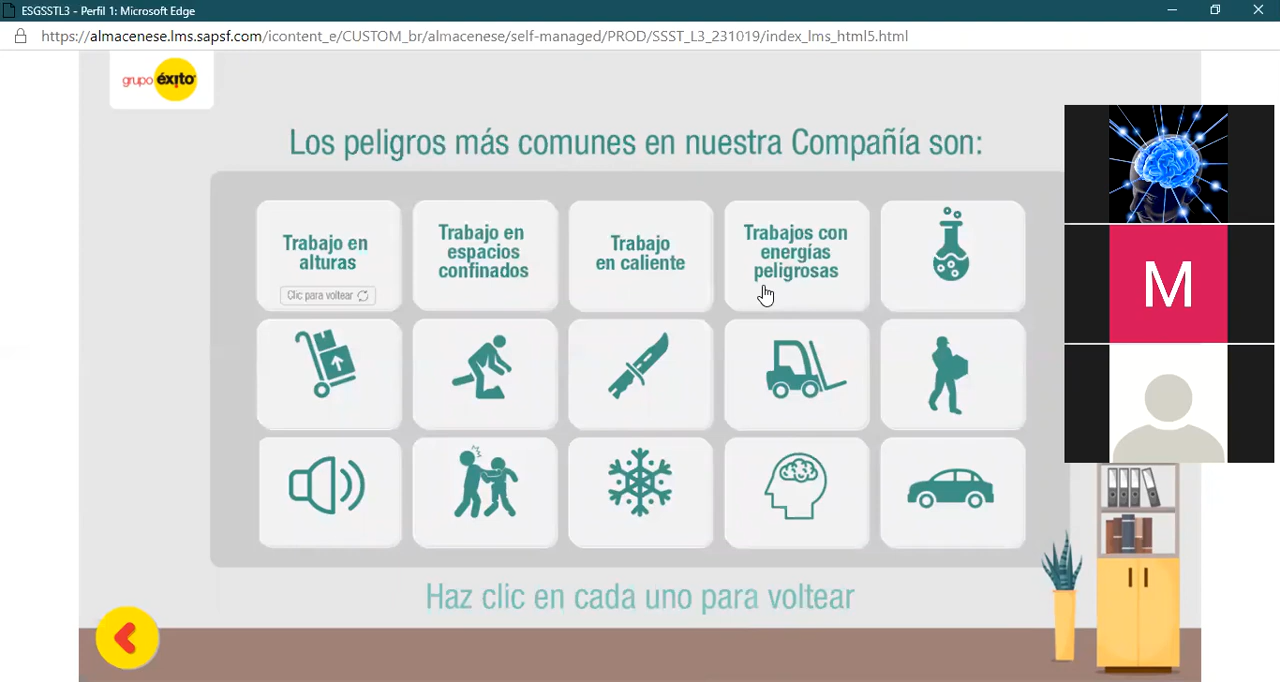 ESGSSTL3 - Perfil 1: Microsoft Edge
https://almacenese.lms.sapsf.com/icontent_e/CUSTOM_br/almacenese/self-managed/PROD/SSST_L3_231019/index_lms_html5.html
grupo éxito
Los peligros más comunes en nuestra Compañía son:
Trabajo en
alturas
Clic para voltear
Trabajo en
espacios
confinados
Trabajo
en caliente
Trabajos con
energías
peligrosas
M
Haz clic en cada uno para voltear